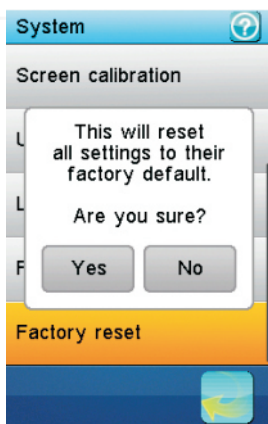 System
?
Screen calibration
U
This will reset
all settings to their
factory default.
L
Are you sure?
F
Yes No
Factory reset